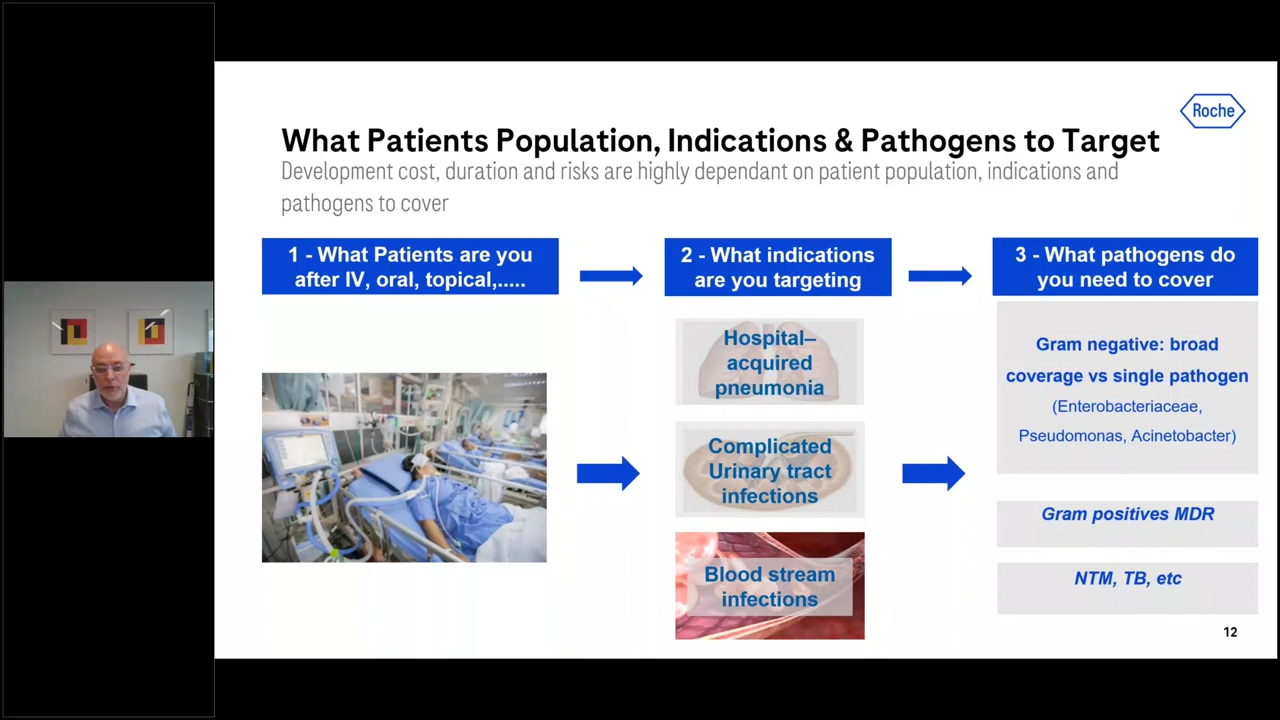 Roche
What Patients Population, Indications & Pathogens to Target
Development cost, duration and risks are highly dependant on patient population, indications and
pathogens to cover
1 - What Patients are you
after IV, oral, topical,.....
2 - What indications
are you targeting
3 - What pathogens do
you need to cover
Hospital–
acquired
pneumonia
Complicated
Urinary tract
infections
Blood stream
infections
Gram negative: broad
coverage vs single pathogen
(Enterobacteriaceae,
Pseudomonas, Acinetobacter)
Gram positives MDR
NTM, TB, etc
12